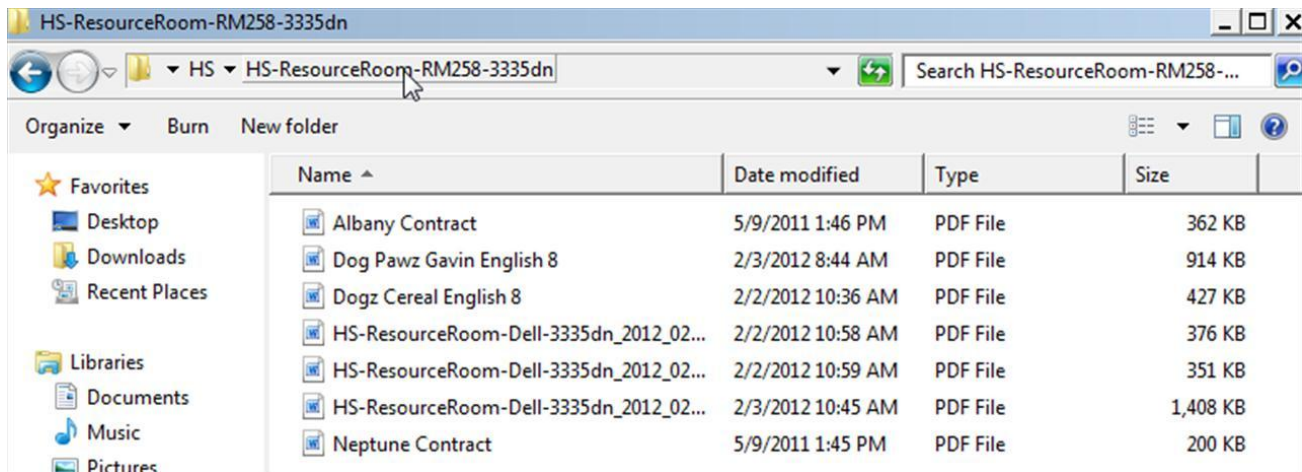 HS-ResourceRoom-RM258-3335dn
HS HS-ResourceRoom-RM258-3335dn Search HS-ResourceRoom-RM258-...
Organize Burn New folder
Name Date modified Type Size
Favorites
Desktop
Downloads
Recent Places
Libraries
Documents
Music
Pictures
Albany Contract 5/9/2011 1:46 PM PDF File 362 KB
Dog Pawz Gavin English 8 2/3/2012 8:44 AM PDF File 914 KB
Dogz Cereal English 8 2/2/2012 10:36 AM PDF File 427 KB
HS-ResourceRoom-Dell-3335dn_2012_02... 2/2/2012 10:58 AM PDF File 376 KB
HS-ResourceRoom-Dell-3335dn_2012_02... 2/2/2012 10:59 AM PDF File 351 KB
HS-ResourceRoom-Dell-3335dn_2012_02... 2/3/2012 10:45 AM PDF File 1,408 KB
Neptune Contract 5/9/2011 1:45 PM PDF File 200 KB